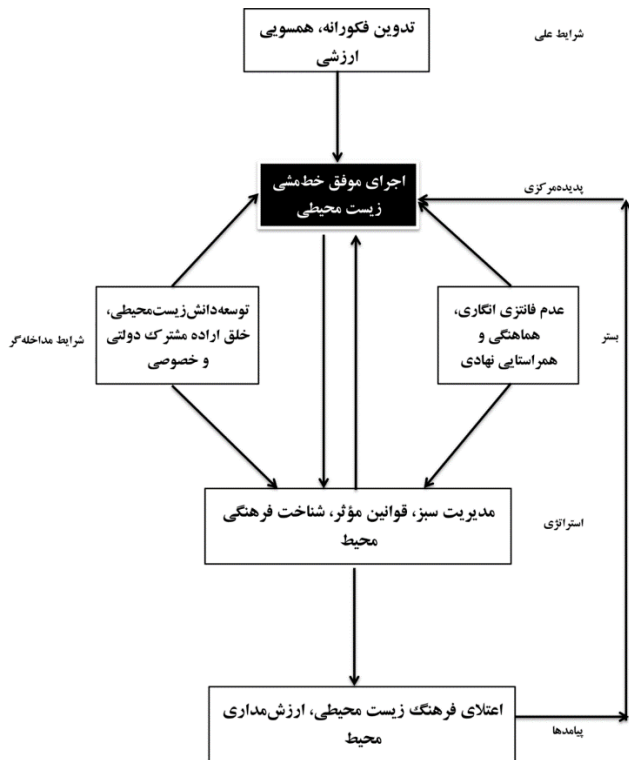 تدوین فکورانه، همسویی
ارزشی
شرایط علی
اجرای موفق خط‌مشی
زیست محیطی
پدیده‌مرکزی
عدم فانتزی انگاری،
هماهنگی و
همراستایی نهادی
بستر
توسعه‌دانش‌زیست‌محیطی،
خلق اراده مشترک دولتی
و خصوصی
شرایط مداخله‌گر
مدیریت سبز، قوانین مؤثر، شناخت فرهنگی
محیط
استراتژی
اعتلای فرهنگ زیست محیطی، ارزش‌مداری
محیط
پیامدها